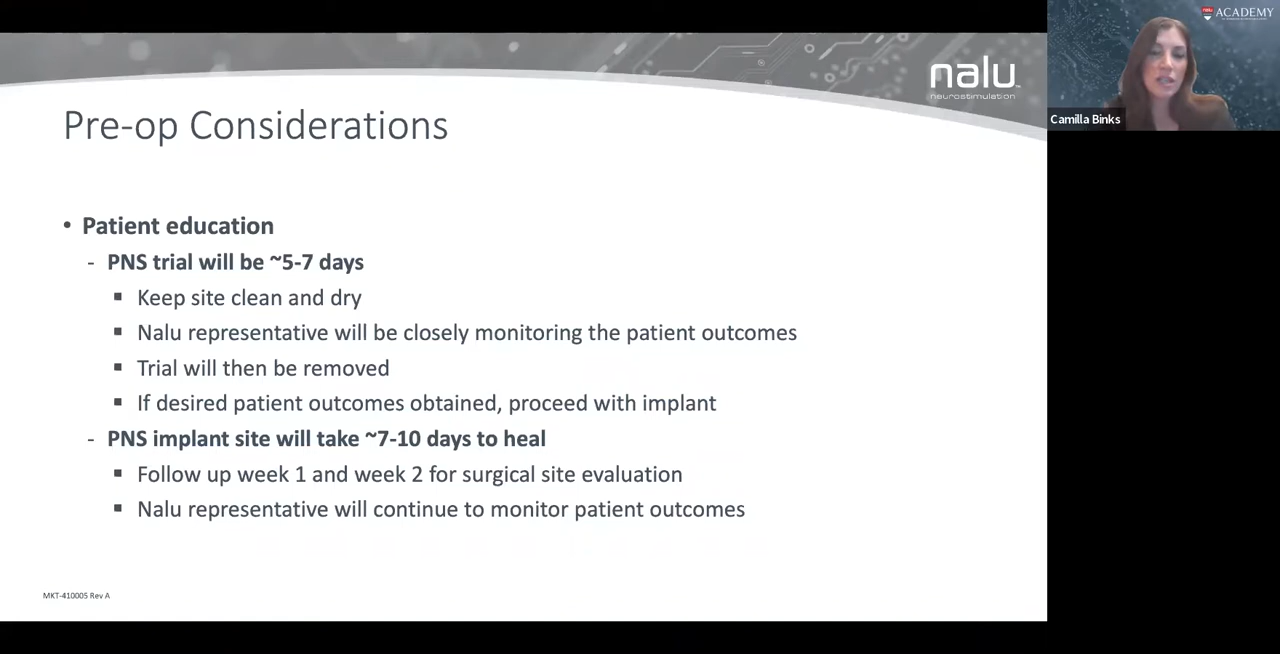 nalu
neurostimulation
ACADEMY
Camilla Binks
Pre-op Considerations
• Patient education
- PNS trial will be ~5-7 days
▪ Keep site clean and dry
▪ Nalu representative will be closely monitoring the patient outcomes
▪ Trial will then be removed
▪ If desired patient outcomes obtained, proceed with implant
- PNS implant site will take ~7-10 days to heal
▪ Follow up week 1 and week 2 for surgical site evaluation
▪ Nalu representative will continue to monitor patient outcomes
MKT-410005 Rev A